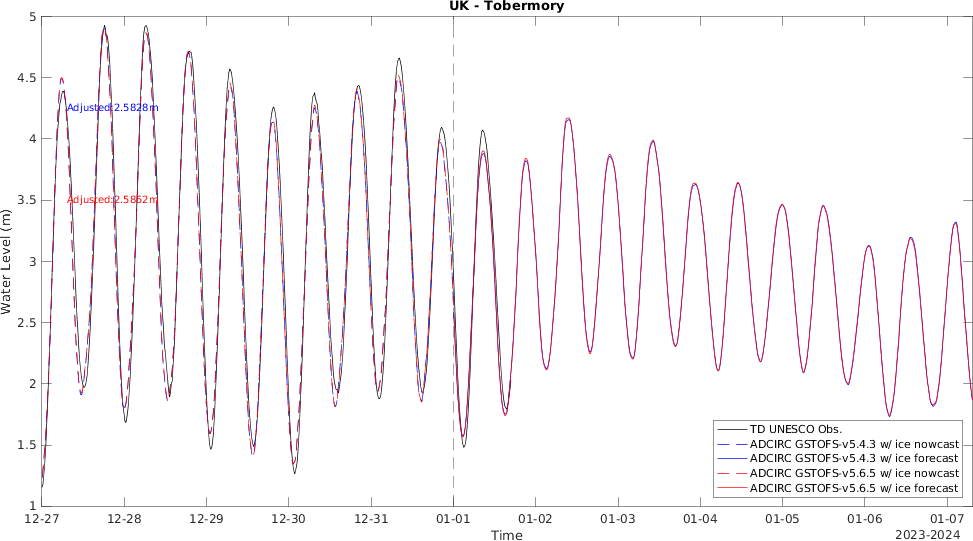 UK - Tobermory
5
4.5
4
3.5
3
2.5
2
1.5
1
Water Level (m)
Adjusted:2.5828m
Adjusted:2.5862m
TD UNESCO Obs.
ADCIRC GSTOFS-v5.4.3 w/ ice nowcast
ADCIRC GSTOFS-v5.4.3 w/ ice forecast
ADCIRC GSTOFS-v5.6.5 w/ ice nowcast
ADCIRC GSTOFS-v5.6.5 w/ ice forecast
12-27 12-28 12-29 12-30 12-31 01-01 01-02 01-03 01-04 01-05 01-06 01-07
Time
2023-2024